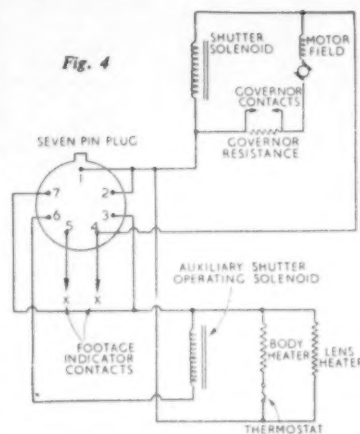 Fig. 4
SHUTTER
SOLENOID
MOTOR
FIELD
GOVERNOR
CONTACTS
GOVERNOR
RESISTANCE
SEVEN PIN PLUG
1
7
2
6
3
5
4
X
X
FOOTAGE
INDICATOR
CONTACTS
AUXILIARY SHUTTER
OPERATING SOLENOID
BODY
HEATER
LENS
HEATER
THERMOSTAT